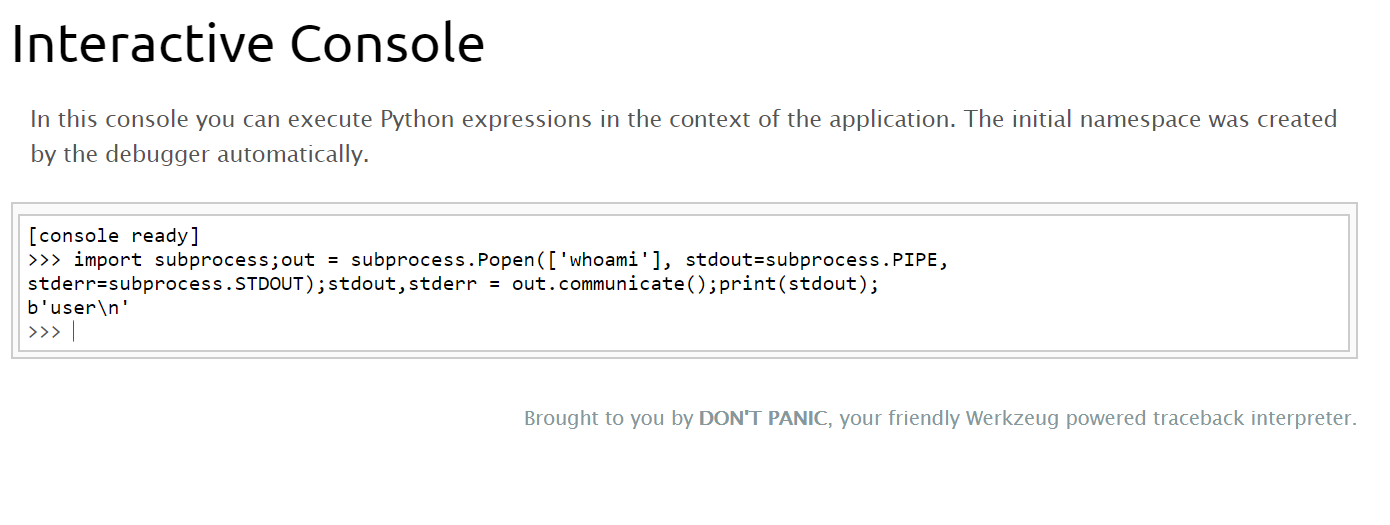 Interactive Console
In this console you can execute Python expressions in the context of the application. The initial namespace was created
by the debugger automatically.
[console ready]
>>> import subprocess;out = subprocess.Popen(['whoami'], stdout=subprocess.PIPE,
stderr=subprocess.STDOUT);stdout,stderr = out.communicate();print(stdout);
b'user\n'
>>>
Brought to you by DON'T PANIC, your friendly Werkzeug powered traceback interpreter.